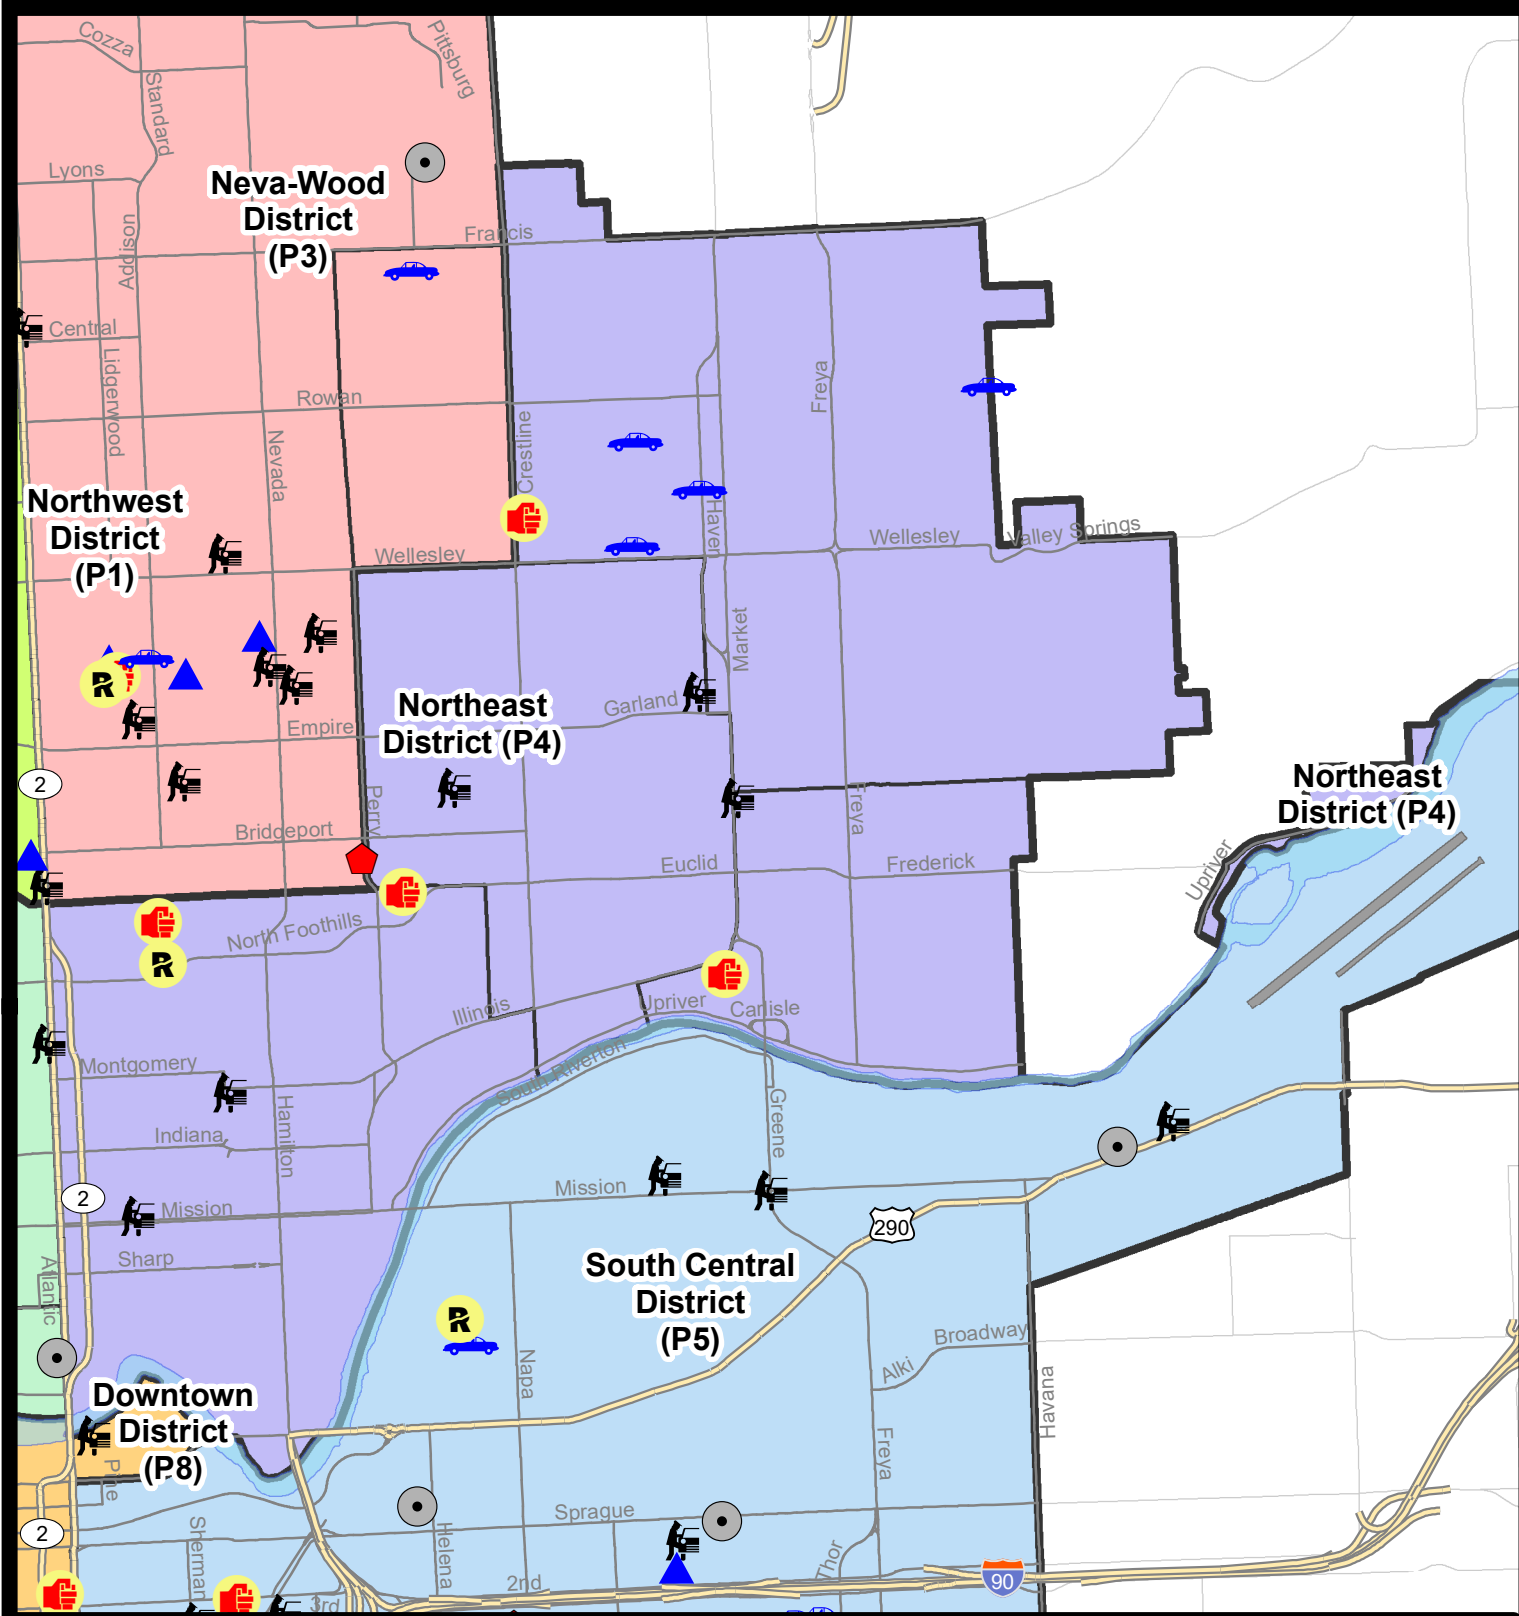 Cozza
Pittsburg
Standard
Lyons
Neva-Wood
District
(P3)
Addison
Francis
Central
Lidgerwood
Rowan
Freya
Nevada
Crestline
Northwest
District
(P1)
Haven
Wellesley
Wellesley
Valley Springs
Market
Garland
Northeast
District (P4)
Empire
2
Perry
Freya
Northeast
District (P4)
Bridgeport
Euclid
Frederick
Upriver
North Foothills
Illinois
Upriver
Carlisle
South Riverton
Montgomery
Hamilton
Greene
Indiana
Mission
2
Mission
290
Sharp
Atlantic
South Central
District
(P5)
Broadway
Alki
Napa
Havana
Downtown
District
(P8)
Pine
Freya
Sprague
2
Sherman
Helena
Thor
2nd
90
3rd